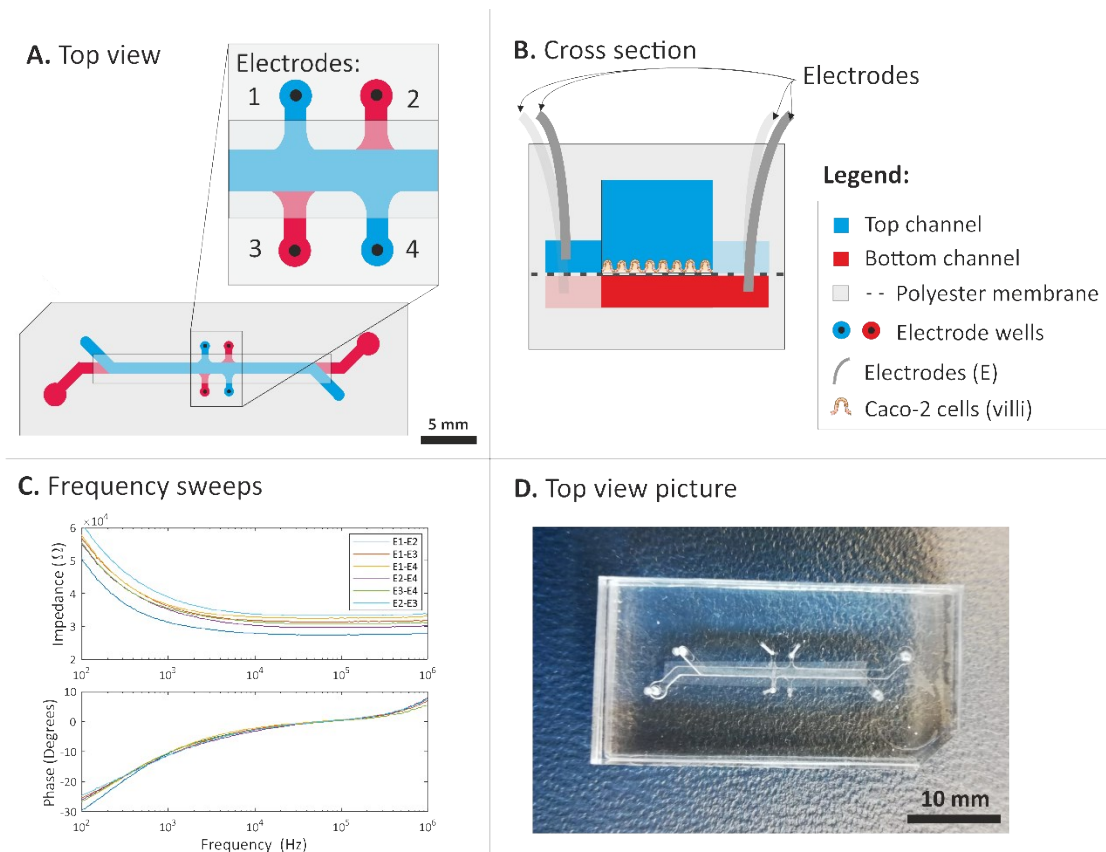 A. Top view
Electrodes:
1
2
3
4
5 mm
B. Cross section
Electrodes
Legend:
Top channel
Bottom channel
Polyester membrane
Electrode wells
Electrodes (E)
Caco-2 cells (villi)
C. Frequency sweeps
×10⁴
6
5
4
3
2
Impedance (Ω)
E1-E2
E1-E3
E1-E4
E2-E4
E3-E4
E2-E3
10² 10³ 10⁴ 10⁵ 10⁶
10
0
-10
-20
-30
Phase (Degrees)
10² 10³ 10⁴ 10⁵ 10⁶
Frequency (Hz)
D. Top view picture
10 mm